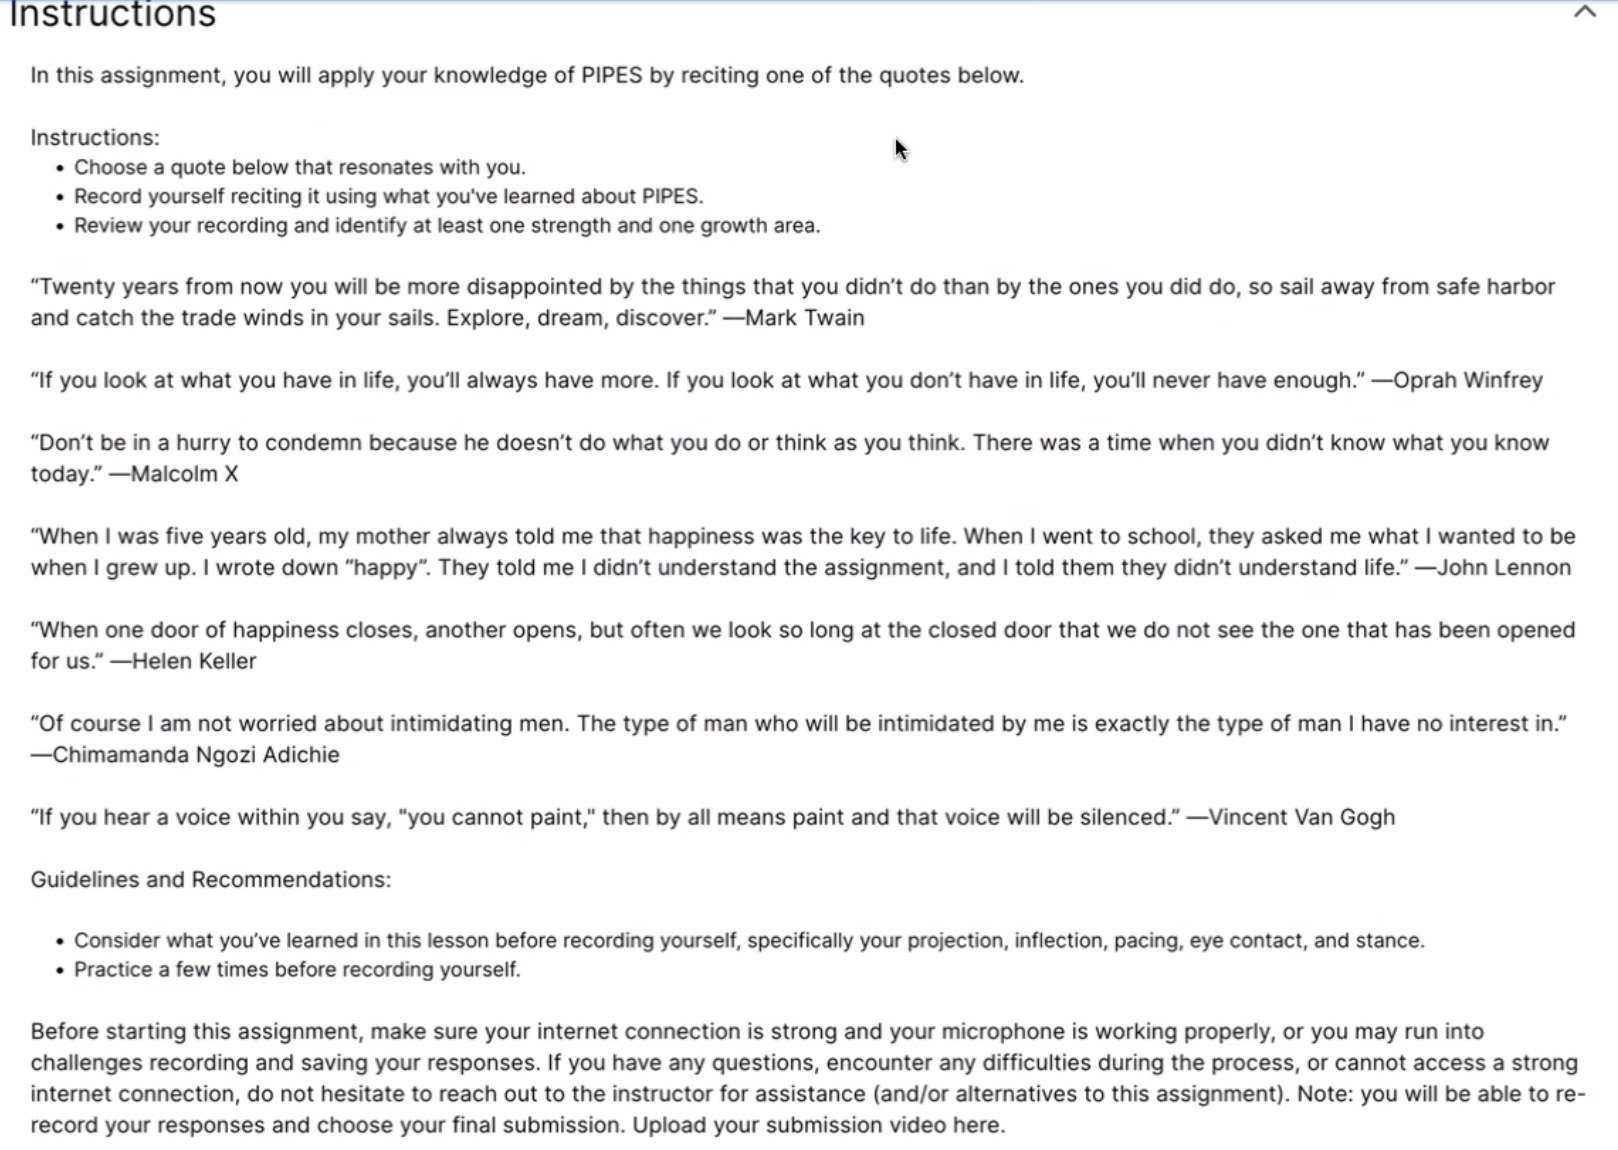 Instructions
In this assignment, you will apply your knowledge of PIPES by reciting one of the quotes below.
Instructions:
• Choose a quote below that resonates with you.
• Record yourself reciting it using what you've learned about PIPES.
• Review your recording and identify at least one strength and one growth area.
“Twenty years from now you will be more disappointed by the things that you didn’t do than by the ones you did do, so sail away from safe harbor
and catch the trade winds in your sails. Explore, dream, discover.” —Mark Twain
“If you look at what you have in life, you’ll always have more. If you look at what you don’t have in life, you’ll never have enough.” —Oprah Winfrey
“Don’t be in a hurry to condemn because he doesn’t do what you do or think as you think. There was a time when you didn’t know what you know
today.” —Malcolm X
“When I was five years old, my mother always told me that happiness was the key to life. When I went to school, they asked me what I wanted to be
when I grew up. I wrote down “happy”. They told me I didn’t understand the assignment, and I told them they didn’t understand life.” —John Lennon
“When one door of happiness closes, another opens, but often we look so long at the closed door that we do not see the one that has been opened
for us.” —Helen Keller
“Of course I am not worried about intimidating men. The type of man who will be intimidated by me is exactly the type of man I have no interest in.”
—Chimamanda Ngozi Adichie
“If you hear a voice within you say, "you cannot paint," then by all means paint and that voice will be silenced.” —Vincent Van Gogh
Guidelines and Recommendations:
• Consider what you’ve learned in this lesson before recording yourself, specifically your projection, inflection, pacing, eye contact, and stance.
• Practice a few times before recording yourself.
Before starting this assignment, make sure your internet connection is strong and your microphone is working properly, or you may run into
challenges recording and saving your responses. If you have any questions, encounter any difficulties during the process, or cannot access a strong
internet connection, do not hesitate to reach out to the instructor for assistance (and/or alternatives to this assignment). Note: you will be able to re-
record your responses and choose your final submission. Upload your submission video here.